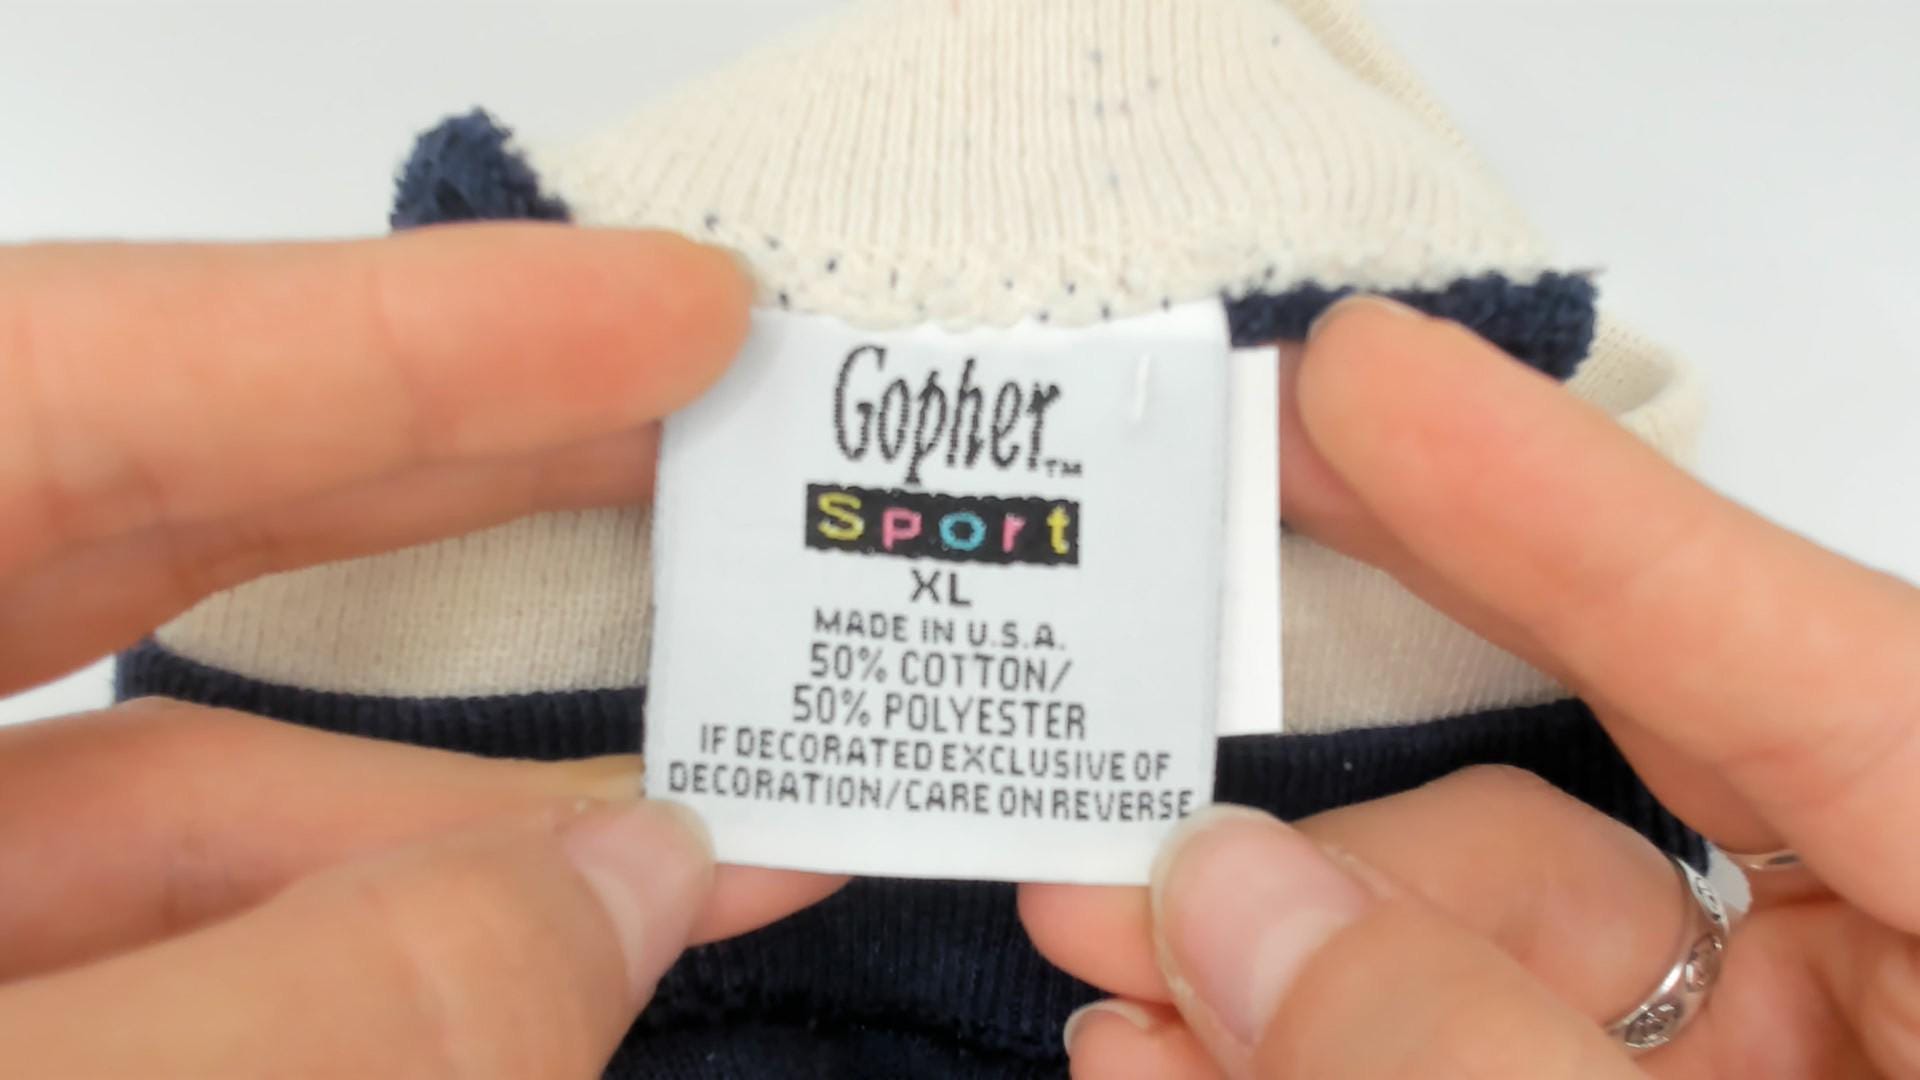 Gopher™
Sport
XL
MADE IN U.S.A.
50% COTTON/
50% POLYESTER
IF DECORATED EXCLUSIVE OF
DECORATION/CARE ON REVERSE